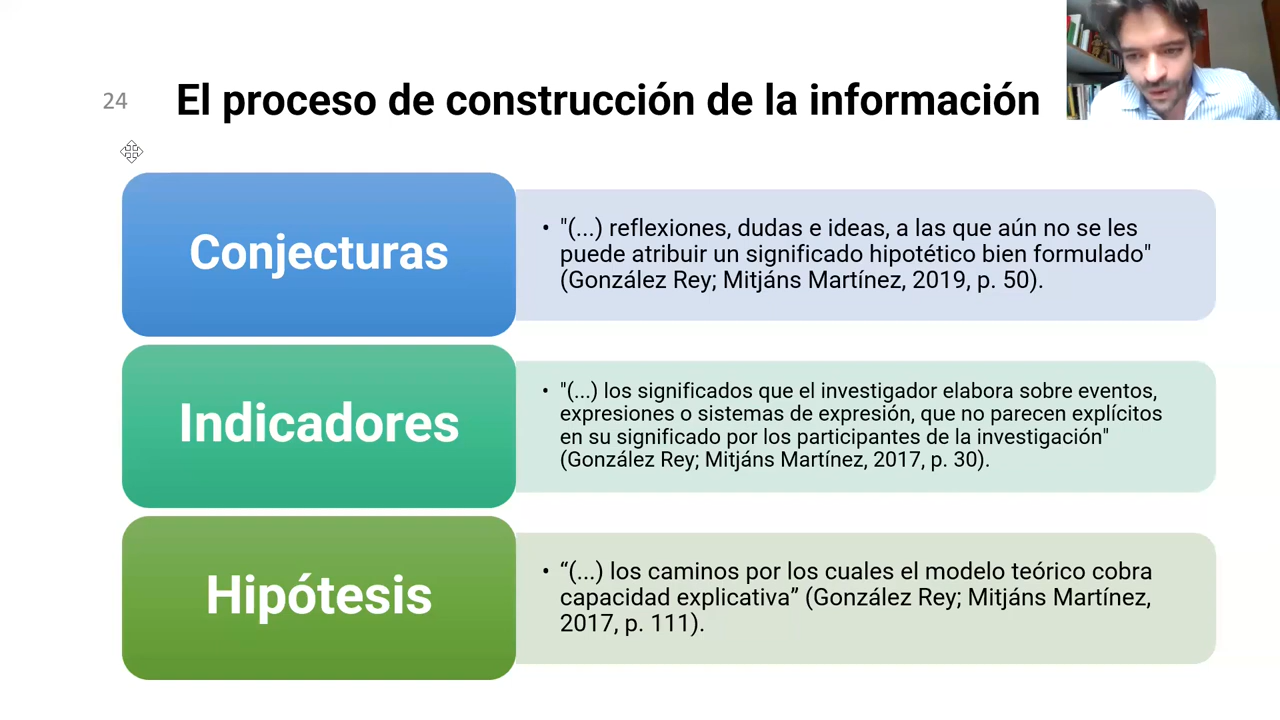 24
El proceso de construcción de la información
Conjecturas
• "(...) reflexiones, dudas e ideas, a las que aún no se les
puede atribuir un significado hipotético bien formulado"
(González Rey; Mitjáns Martínez, 2019, p. 50).
Indicadores
• "(...) los significados que el investigador elabora sobre eventos,
expresiones o sistemas de expresión, que no parecen explícitos
en su significado por los participantes de la investigación"
(González Rey; Mitjáns Martínez, 2017, p. 30).
Hipótesis
• “(...) los caminos por los cuales el modelo teórico cobra
capacidad explicativa” (González Rey; Mitjáns Martínez,
2017, p. 111).